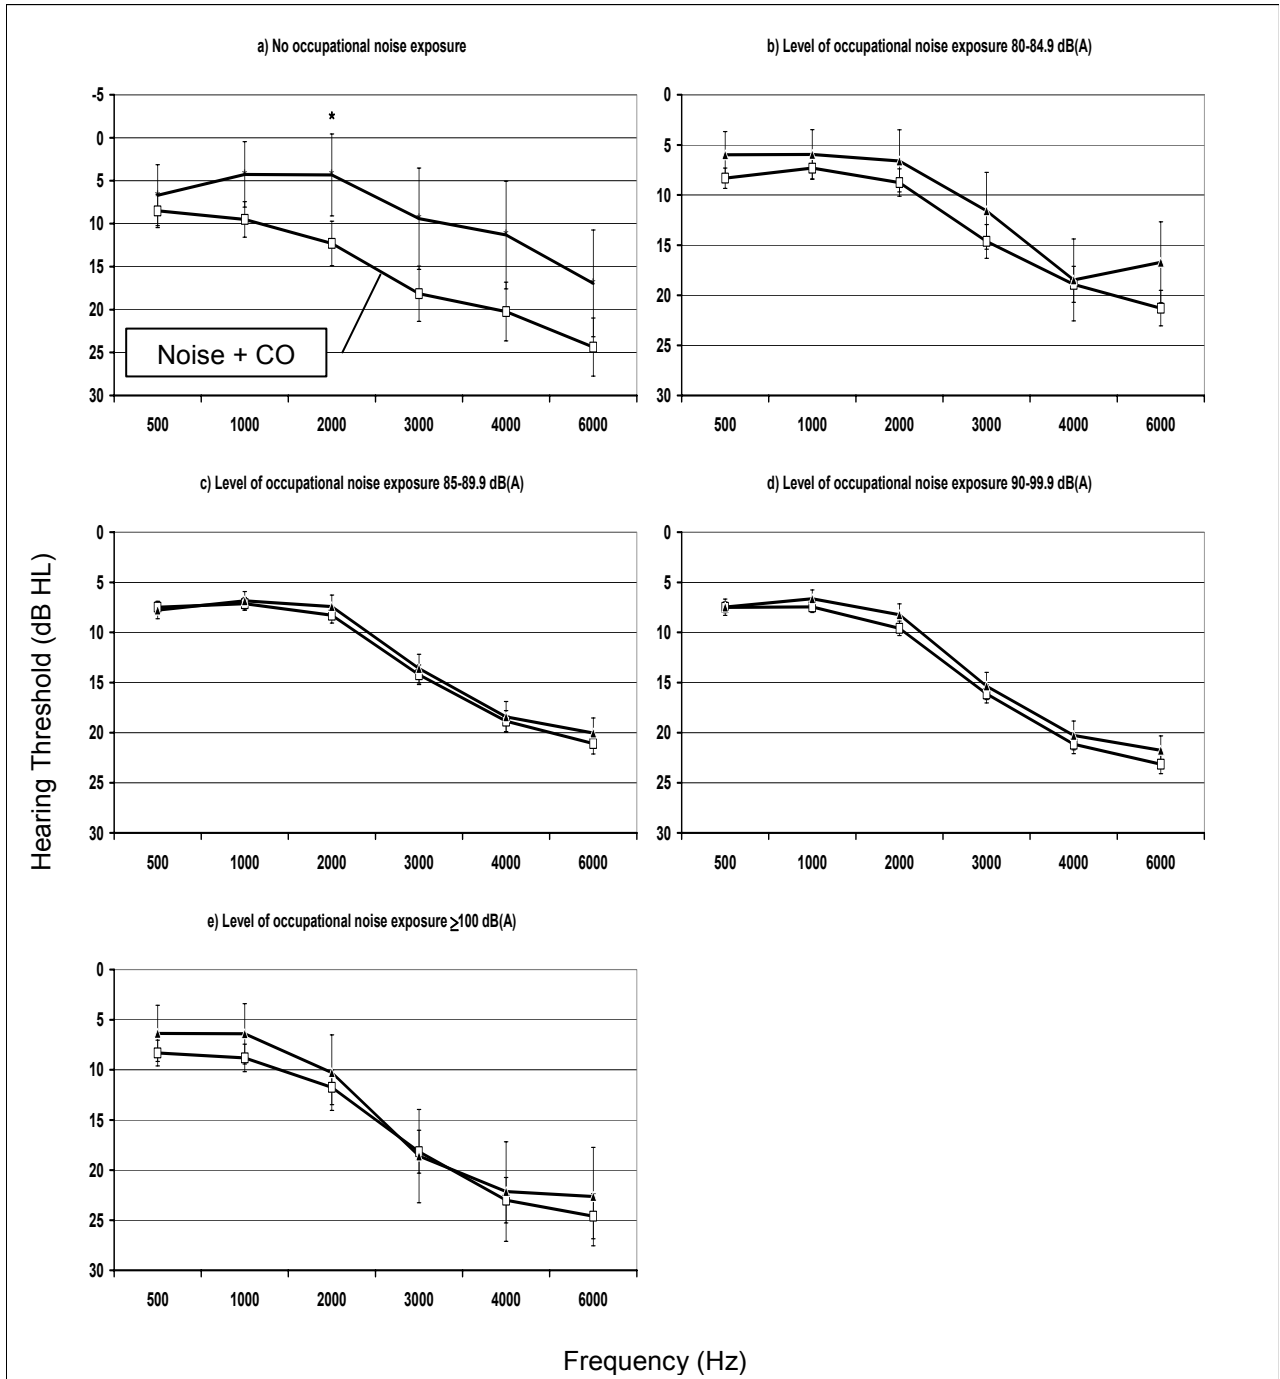 a) No occupational noise exposure
b) Level of occupational noise exposure 80-84.9 dB(A)
-5
0
5
10
15
20
25
30
*
Noise + CO
500 1000 2000 3000 4000 6000
0
5
10
15
20
25
30
500 1000 2000 3000 4000 6000
c) Level of occupational noise exposure 85-89.9 dB(A)
d) Level of occupational noise exposure 90-99.9 dB(A)
Hearing Threshold (dB HL)
0
5
10
15
20
25
30
500 1000 2000 3000 4000 6000
0
5
10
15
20
25
30
500 1000 2000 3000 4000 6000
e) Level of occupational noise exposure ≥100 dB(A)
0
5
10
15
20
25
30
500 1000 2000 3000 4000 6000
Frequency (Hz)